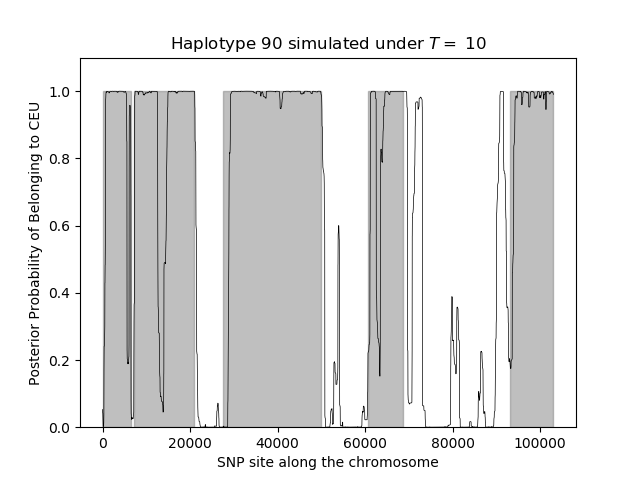 Haplotype 90 simulated under T = 10
Posterior Probability of Belonging to CEU
1.0
0.8
0.6
0.4
0.2
0.0
0 20000 40000 60000 80000 100000
SNP site along the chromosome